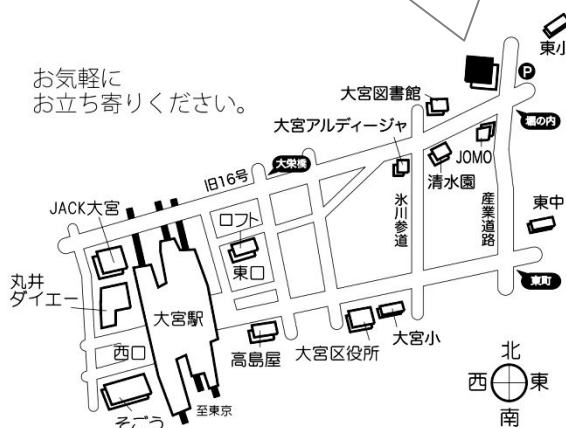 東小
お気軽に
お立ち寄りください。
P
大宮図書館
大宮アルディージャ
堀の内
JOMO
大栄橋
清水園
旧16号
JACK大宮
氷川参道
産業道路
東中
ロフト
東口
丸井
ダイエー
大宮駅
東町
西口
高島屋
大宮区役所
大宮小
北
西
東
南
至東京
そごう